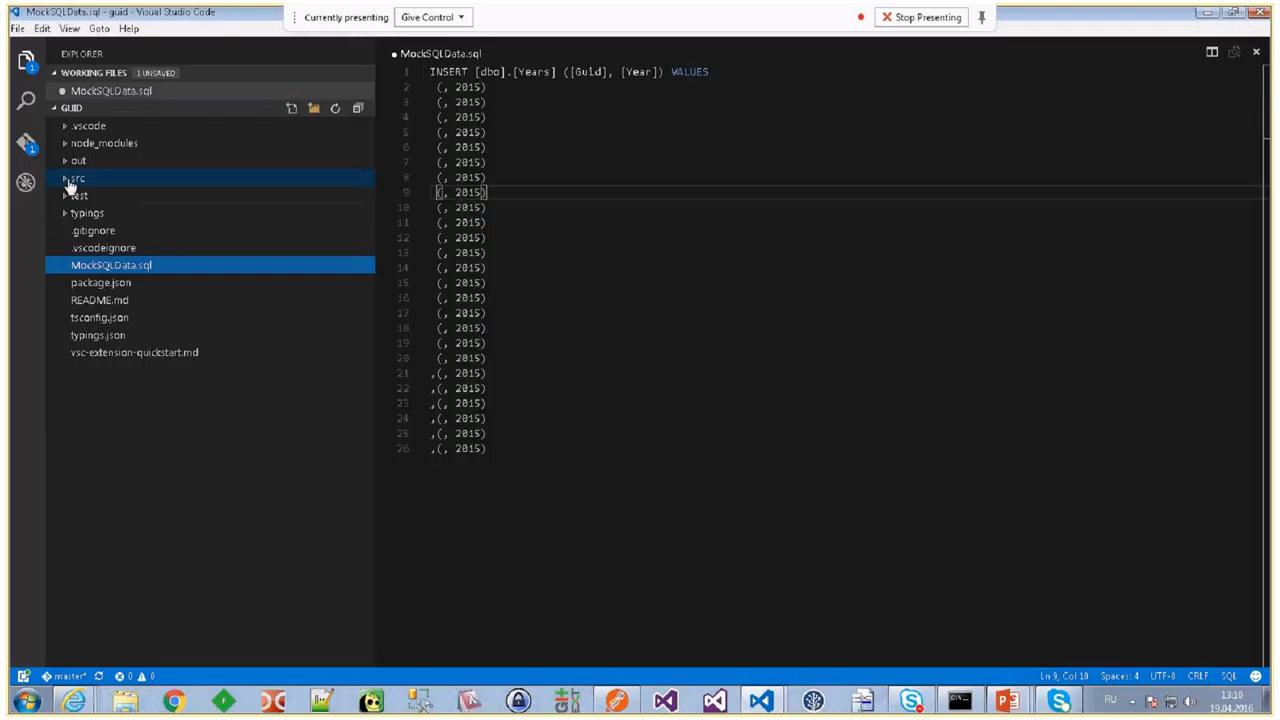 MockSQLData.sql - guid - Visual Studio Code
Currently presenting
Give Control
Stop Presenting
File Edit View Goto Help
EXPLORER
WORKING FILES 1 UNSAVED
MockSQLData.sql
GUID
.vscode
node_modules
out
src
test
typings
.gitignore
.vscodeignore
MockSQLData.sql
package.json
README.md
tsconfig.json
typings.json
vsc-extension-quickstart.md
MockSQLData.sql
1 INSERT [dbo].[Years] ([Guid], [Year]) VALUES
2 (, 2015)
3 (, 2015)
4 (, 2015)
5 (, 2015)
6 (, 2015)
7 (, 2015)
8 (, 2015)
9 (, 2015)
10 (, 2015)
11 (, 2015)
12 (, 2015)
13 (, 2015)
14 (, 2015)
15 (, 2015)
16 (, 2015)
17 (, 2015)
18 (, 2015)
19 (, 2015)
20 (, 2015)
21 ,(, 2015)
22 ,(, 2015)
23 ,(, 2015)
24 ,(, 2015)
25 ,(, 2015)
26 ,(, 2015)
1
1
master* 0 0
Ln 9, Col 10 Spaces: 4 UTF-8 CRLF SQL
RU
13:10
19.04.2016